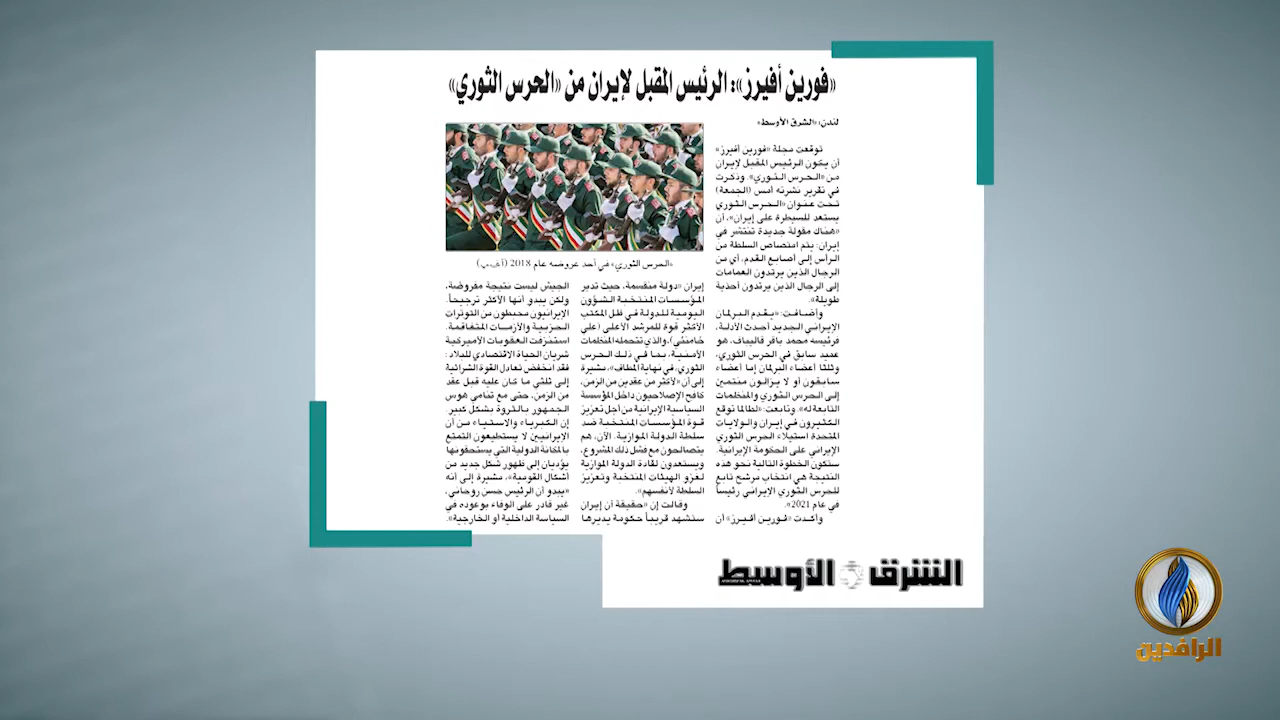 «فورين أفيرز»: الرئيس المقبل لإيران من «الحرس الثوري»
لندن: «الشرق الأوسط»
توقعت مجلة «فورين أفيرز»
أن يكون الرئيس المقبل لإيران
من «الحرس الثوري». وذكرت
في تقرير نشرته أمس (الجمعة)
تحت عنوان «الحرس الثوري
يستعد للسيطرة على إيران»، أن
«هناك مقولة جديدة تنتشر في
إيران: يتم امتصاص السلطة من
الرأس إلى أصابع القدم، أي من
الرجال الذين يرتدون العمامات
إلى الرجال الذين يرتدون أحذية
طويلة».
وأضافت: «يقدم البرلمان
الإيراني الجديد أحدث الأدلة،
فرئيسه محمد باقر قاليباف، هو
عميد سابق في الحرس الثوري،
وثلثا أعضاء البرلمان إما أعضاء
سابقون أو لا يزالون منتمين
إلى الحرس الثوري والمنظمات
التابعة له». وتابعت: «لطالما توقع
الكثيرون في إيران والولايات
المتحدة استيلاء الحرس الثوري
الإيراني على الحكومة الإيرانية.
ستكون الخطوة التالية نحو هذه
النتيجة هي انتخاب مرشح تابع
للحرس الثوري الإيراني رئيساً
في عام 2021».
وأكدت «فورين أفيرز» أن
«الحرس الثوري» في أحد عروضه عام 2018 (أ.ف.ب)
إيران «دولة منقسمة، حيث تدير
المؤسسات المنتخبة الشؤون
اليومية للدولة في ظل المكتب
الأكثر قوة للمرشد الأعلى (علي
خامنئي)، والذي تتحمله المنظمات
الأمنية، بما في ذلك الحرس
الثوري، في نهاية المطاف»، مشيرة
إلى أن «لأكثر من عقدين من الزمن،
كافح الإصلاحيون داخل المؤسسة
السياسية الإيرانية من أجل تعزيز
قوة المؤسسات المنتخبة ضد
سلطة الدولة الموازية. الآن، هم
يتصالحون مع فشل ذلك المشروع،
ويستعدون لقادة الدولة الموازية
لغزو الهيئات المنتخبة وتعزيز
السلطة لأنفسهم».
وقالت إن «حقيقة أن إيران
ستشهد قريباً حكومة يديرها
الجيش ليست نتيجة مفروضة،
ولكن يبدو أنها الأكثر ترجيحاً.
الإيرانيون محبطون من التوترات
الحزبية والأزمات المتفاقمة.
استنزفت العقوبات الأميركية
شريان الحياة الاقتصادي للبلاد:
فقد انخفض تعادل القوة الشرائية
إلى ثلثي ما كان عليه قبل عقد
من الزمن، حتى مع تنامي هوس
الجمهور بالثروة بشكل كبير.
إن الكبرياء والاستياء من أن
الإيرانيين لا يستطيعون التمتع
بالمكانة الدولية التي يستحقونها
يؤديان إلى ظهور شكل جديد من
أشكال القومية»، مشيرة إلى أنه
«يبدو أن الرئيس حسن روحاني،
غير قادر على الوفاء بوعوده في
السياسة الداخلية أو الخارجية».
الشرق الأوسط
الرافدين